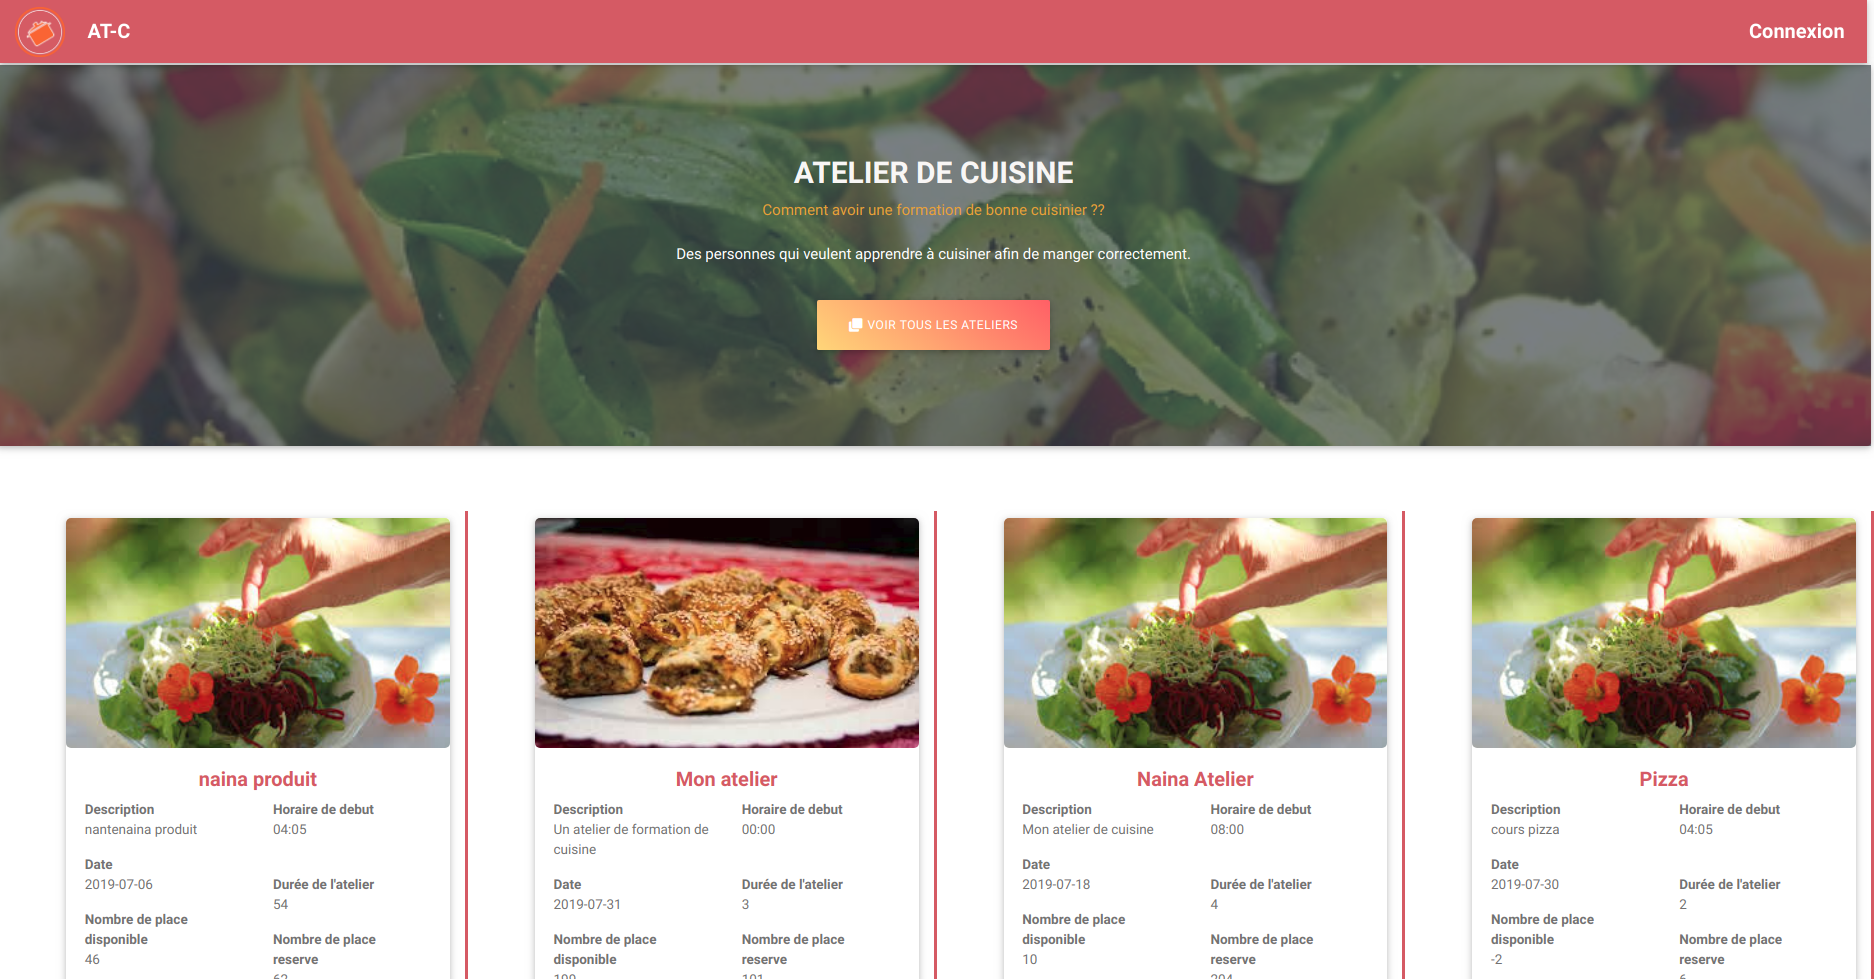 AT-C
Connexion
ATELIER DE CUISINE
Comment avoir une formation de bonne cuisinier ??
Des personnes qui veulent apprendre à cuisiner afin de manger correctement.
VOIR TOUS LES ATELIERS
naina produit
Description
nantenaina produit
Date
2019-07-06
Nombre de place
disponible
46
Horaire de debut
04:05
Durée de l'atelier
54
Nombre de place
reserve
Mon atelier
Description
Un atelier de formation de
cuisine
Date
2019-07-31
Nombre de place
disponible
Horaire de debut
00:00
Durée de l'atelier
3
Nombre de place
reserve
Naina Atelier
Description
Mon atelier de cuisine
Date
2019-07-18
Nombre de place
disponible
10
Horaire de debut
08:00
Durée de l'atelier
4
Nombre de place
reserve
Pizza
Description
cours pizza
Date
2019-07-30
Nombre de place
disponible
-2
Horaire de debut
04:05
Durée de l'atelier
2
Nombre de place
reserve